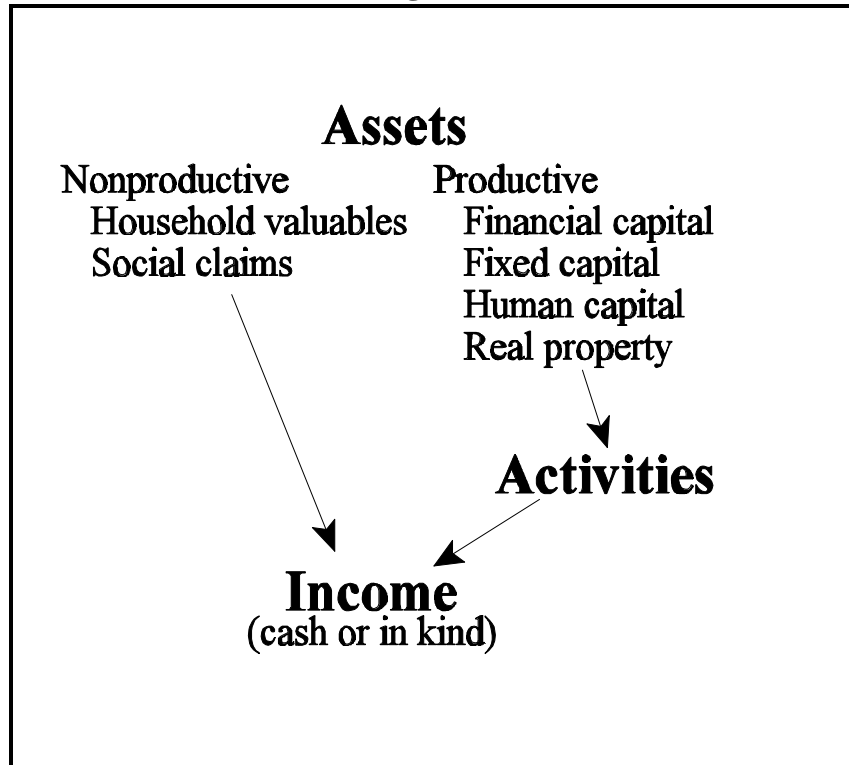 Assets
Nonproductive
Household valuables
Social claims
Productive
Financial capital
Fixed capital
Human capital
Real property
Activities
Income
(cash or in kind)